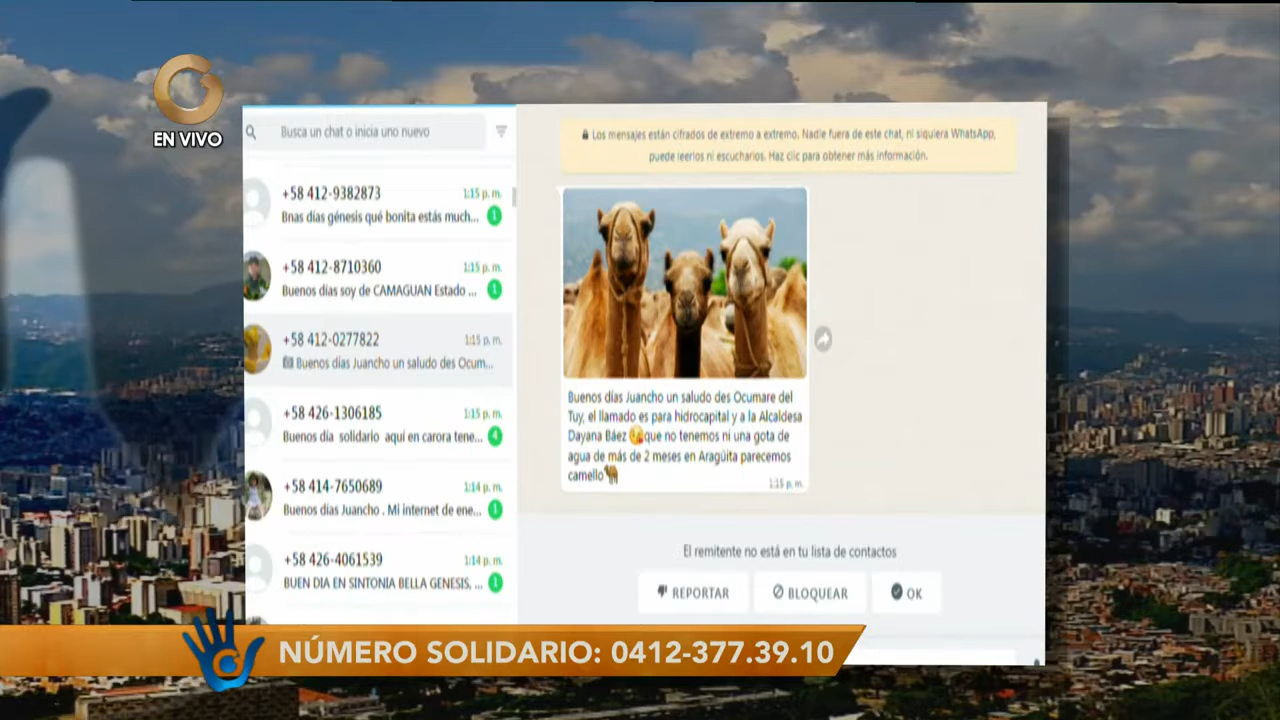 EN VIVO
Busca un chat o inicia uno nuevo
+58 412-9382873
1:15 p. m.
Bnas días génesis qué bonita estás much...
1
+58 412-8710360
1:15 p. m.
Buenos días soy de CAMAGUAN Estado ...
1
+58 412-0277822
1:15 p. m.
Buenos días Juancho un saludo des Ocum...
+58 426-1306185
1:15 p. m.
Buenos día solidario aquí en carora tene...
4
+58 414-7650689
1:14 p. m.
Buenos días Juancho . Mi internet de ene...
1
+58 426-4061539
1:14 p. m.
BUEN DIA EN SINTONIA BELLA GENESIS, ...
1
Los mensajes están cifrados de extremo a extremo. Nadie fuera de este chat, ni siquiera WhatsApp,
puede leerlos ni escucharlos. Haz clic para obtener más información.
Buenos días Juancho un saludo des Ocumare del
Tuy, el llamado es para hidrocapital y a la Alcaldesa
Dayana Báez 😘que no tenemos ni una gota de
agua de más de 2 meses en Aragüita parecemos
camello🐪
1:15 p. m.
El remitente no está en tu lista de contactos
REPORTAR
BLOQUEAR
OK
NÚMERO SOLIDARIO: 0412-377.39.10